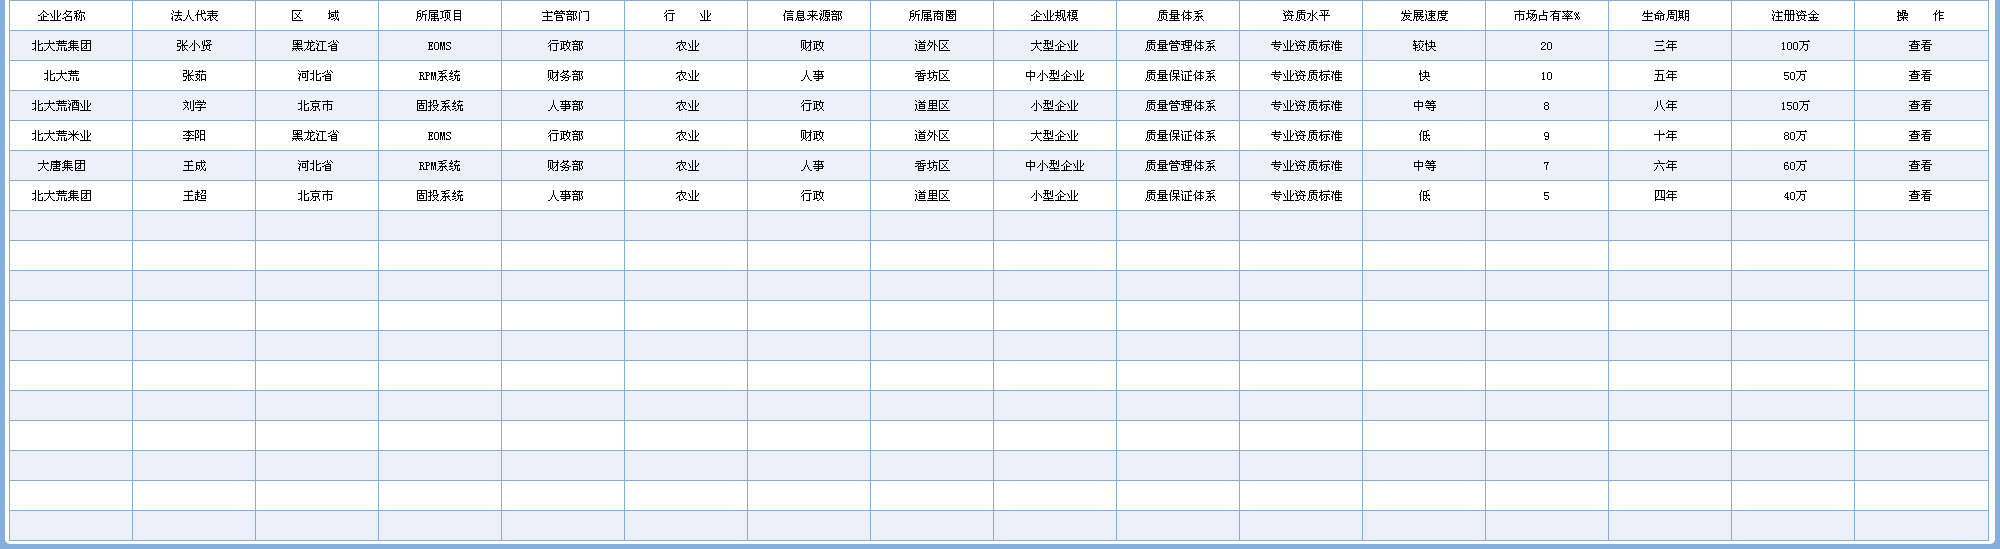 企业名称 法人代表 区 域 所属项目 主管部门 行 业 信息来源部 所属商圈 企业规模 质量体系 资质水平 发展速度 市场占有率% 生命周期 注册资金 操 作
北大荒集团 张小贤 黑龙江省 EOMS 行政部 农业 财政 道外区 大型企业 质量管理体系 专业资质标准 较快 20 三年 100万 查看
北大荒 张茹 河北省 RPM系统 财务部 农业 人事 香坊区 中小型企业 质量保证体系 专业资质标准 快 10 五年 50万 查看
北大荒酒业 刘学 北京市 固投系统 人事部 农业 行政 道里区 小型企业 质量管理体系 专业资质标准 中等 8 八年 150万 查看
北大荒米业 李阳 黑龙江省 EOMS 行政部 农业 财政 道外区 大型企业 质量保证体系 专业资质标准 低 9 十年 80万 查看
大唐集团 王成 河北省 RPM系统 财务部 农业 人事 香坊区 中小型企业 质量管理体系 专业资质标准 中等 7 六年 60万 查看
北大荒集团 王超 北京市 固投系统 人事部 农业 行政 道里区 小型企业 质量保证体系 专业资质标准 低 5 四年 40万 查看